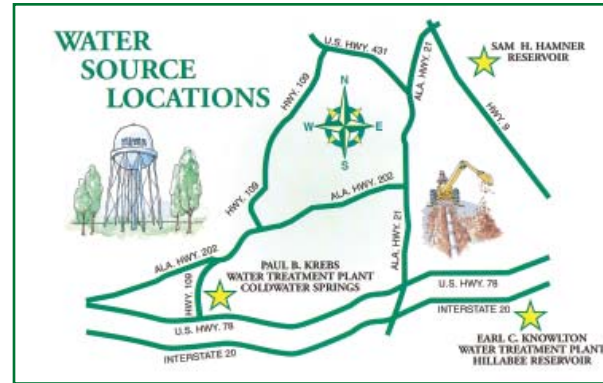 WATER
SOURCE
LOCATIONS
U.S. HWY. 431
ALA. HWY. 21
SAM H. HAMNER
RESERVOIR
HWY. 109
HWY. 9
N
W
E
S
HWY. 109
ALA. HWY. 202
ALA. HWY. 202
ALA. HWY. 21
PAUL B. KREBS
WATER TREATMENT PLANT
COLDWATER SPRINGS
HWY. 109
U.S. HWY. 78
U.S. HWY. 78
INTERSTATE 20
INTERSTATE 20
EARL C. KNOWLTON
WATER TREATMENT PLANT
HILLABEE RESERVOIR